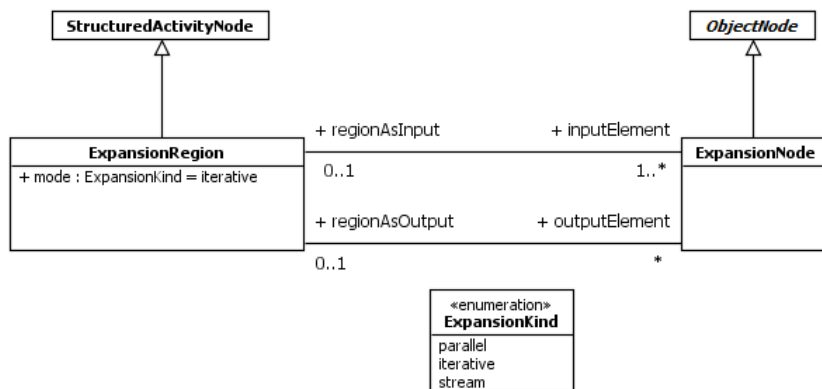 StructuredActivityNode
ObjectNode
+ regionAsInput
+ inputElement
ExpansionRegion
ExpansionNode
+ mode : ExpansionKind = iterative
0..1
1..*
+ regionAsOutput
+ outputElement
0..1
*
«enumeration»
ExpansionKind
parallel
iterative
stream